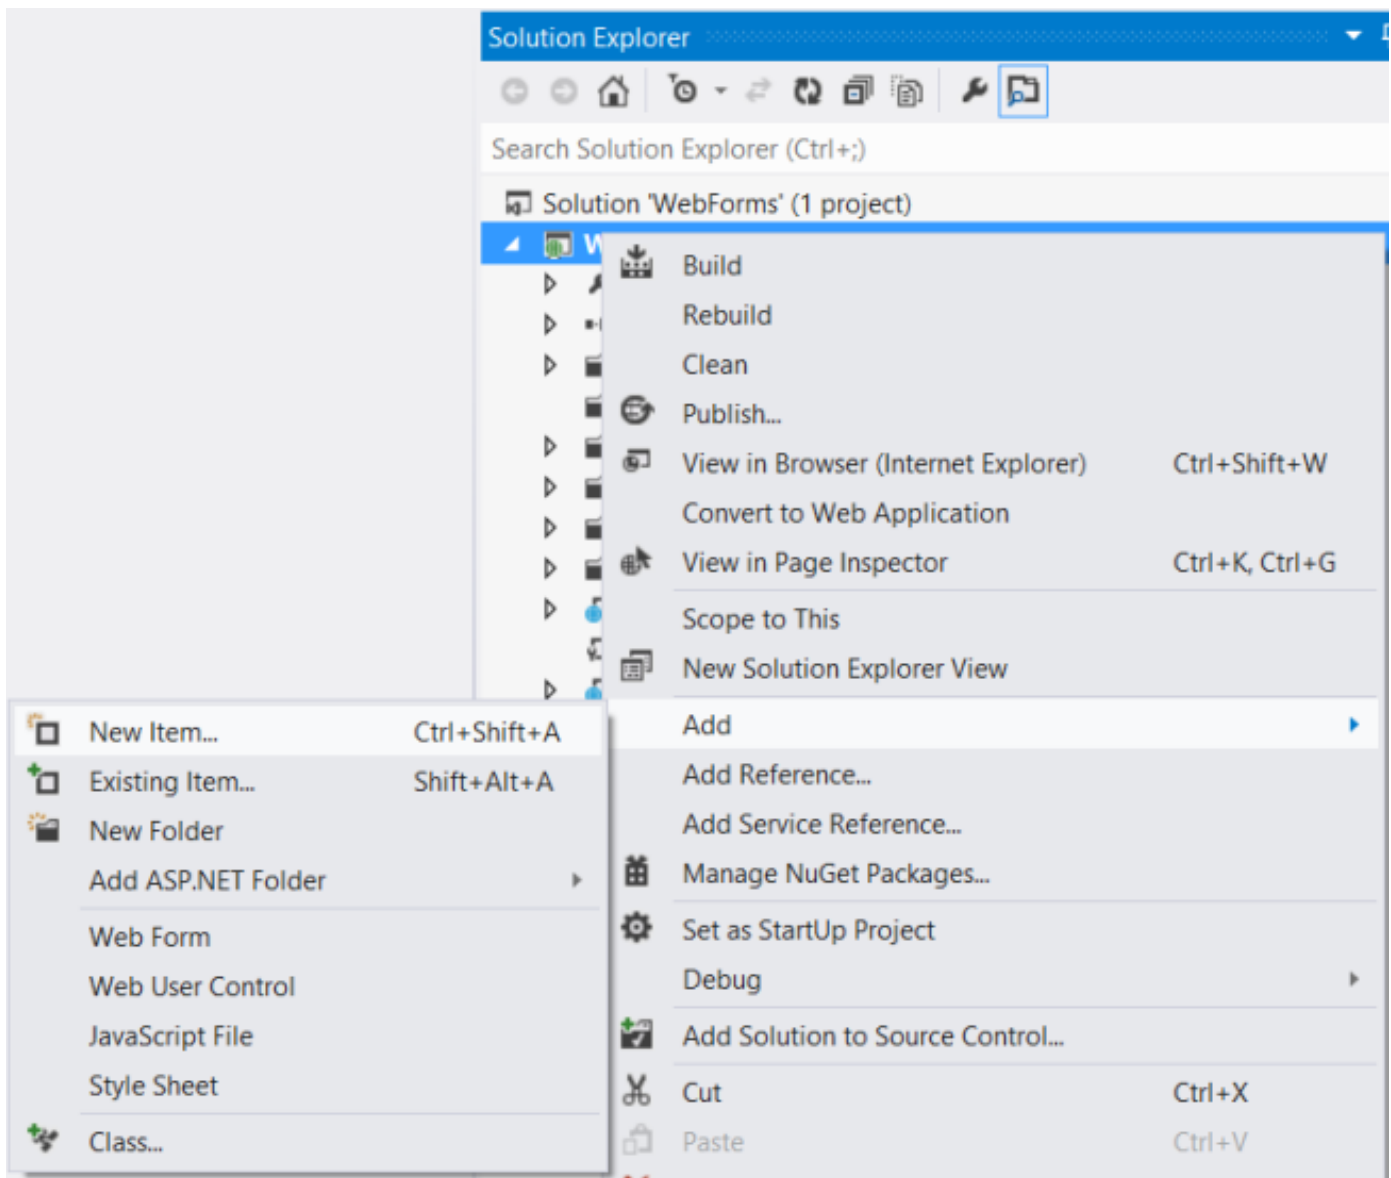 Solution Explorer
Search Solution Explorer (Ctrl+;)
Solution 'WebForms' (1 project)
Build
Rebuild
Clean
Publish...
View in Browser (Internet Explorer) Ctrl+Shift+W
Convert to Web Application
View in Page Inspector Ctrl+K, Ctrl+G
Scope to This
New Solution Explorer View
Add
Add Reference...
Add Service Reference...
Manage NuGet Packages...
Set as StartUp Project
Debug
Add Solution to Source Control...
Cut Ctrl+X
Paste Ctrl+V
New Item... Ctrl+Shift+A
Existing Item... Shift+Alt+A
New Folder
Add ASP.NET Folder
Web Form
Web User Control
JavaScript File
Style Sheet
Class...